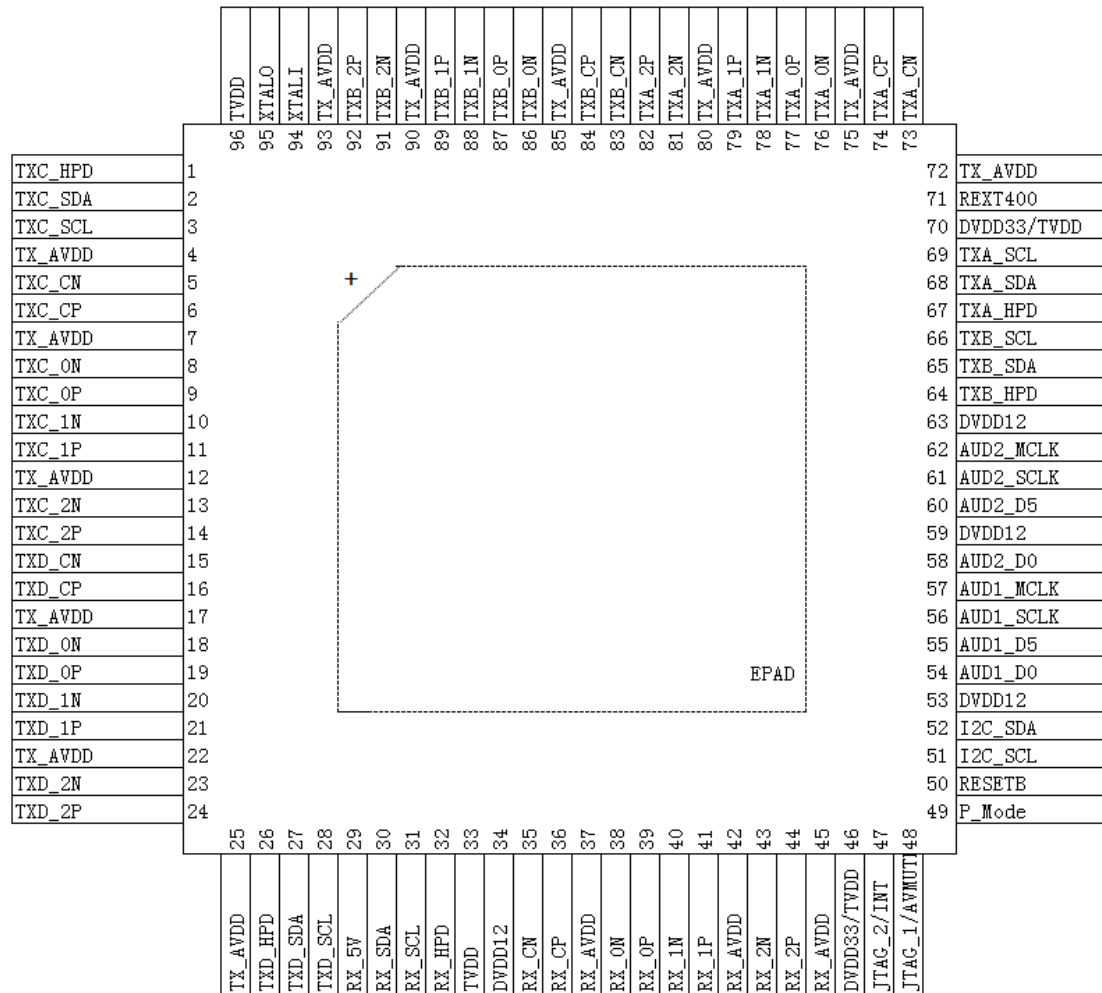 TVDD
XTALO
XTALI
TX_AVDD
TXB_2P
TXB_2N
TX_AVDD
TXB_1P
TXB_1N
TXB_0P
TXB_0N
TX_AVDD
TXB_CP
TXB_CN
TXA_2P
TXA_2N
TX_AVDD
TXA_1P
TXA_1N
TXA_0P
TXA_0N
TX_AVDD
TXA_CP
TXA_CN
96 95 94 93 92 91 90 89 88 87 86 85 84 83 82 81 80 79 78 77 76 75 74 73
TXC_HPD 1 72 TX_AVDD
TXC_SDA 2 71 REXT400
TXC_SCL 3 70 DVDD33/TVDD
TX_AVDD 4 69 TXA_SCL
TXC_CN 5 68 TXA_SDA
TXC_CP 6 67 TXA_HPD
TX_AVDD 7 66 TXB_SCL
TXC_0N 8 65 TXB_SDA
TXC_0P 9 64 TXB_HPD
TXC_1N 10 63 DVDD12
TXC_1P 11 62 AUD2_MCLK
TX_AVDD 12 61 AUD2_SCLK
TXC_2N 13 60 AUD2_D5
TXC_2P 14 59 DVDD12
TXD_CN 15 58 AUD2_D0
TXD_CP 16 57 AUD1_MCLK
TX_AVDD 17 56 AUD1_SCLK
TXD_0N 18 55 AUD1_D5
TXD_0P 19 EPAD 54 AUD1_D0
TXD_1N 20 53 DVDD12
TXD_1P 21 52 I2C_SDA
TX_AVDD 22 51 I2C_SCL
TXD_2N 23 50 RESETB
TXD_2P 24 49 P_Mode
25 26 27 28 29 30 31 32 33 34 35 36 37 38 39 40 41 42 43 44 45 46 47 48
TX_AVDD
TXD_HPD
TXD_SDA
TXD_SCL
RX_5V
RX_SDA
RX_SCL
RX_HPD
TVDD
DVDD12
RX_CN
RX_CP
RX_AVDD
RX_0N
RX_0P
RX_1N
RX_1P
RX_AVDD
RX_2N
RX_2P
RX_AVDD
DVDD33/TVDD
JTAG_2/INT
JTAG_1/AVMUT